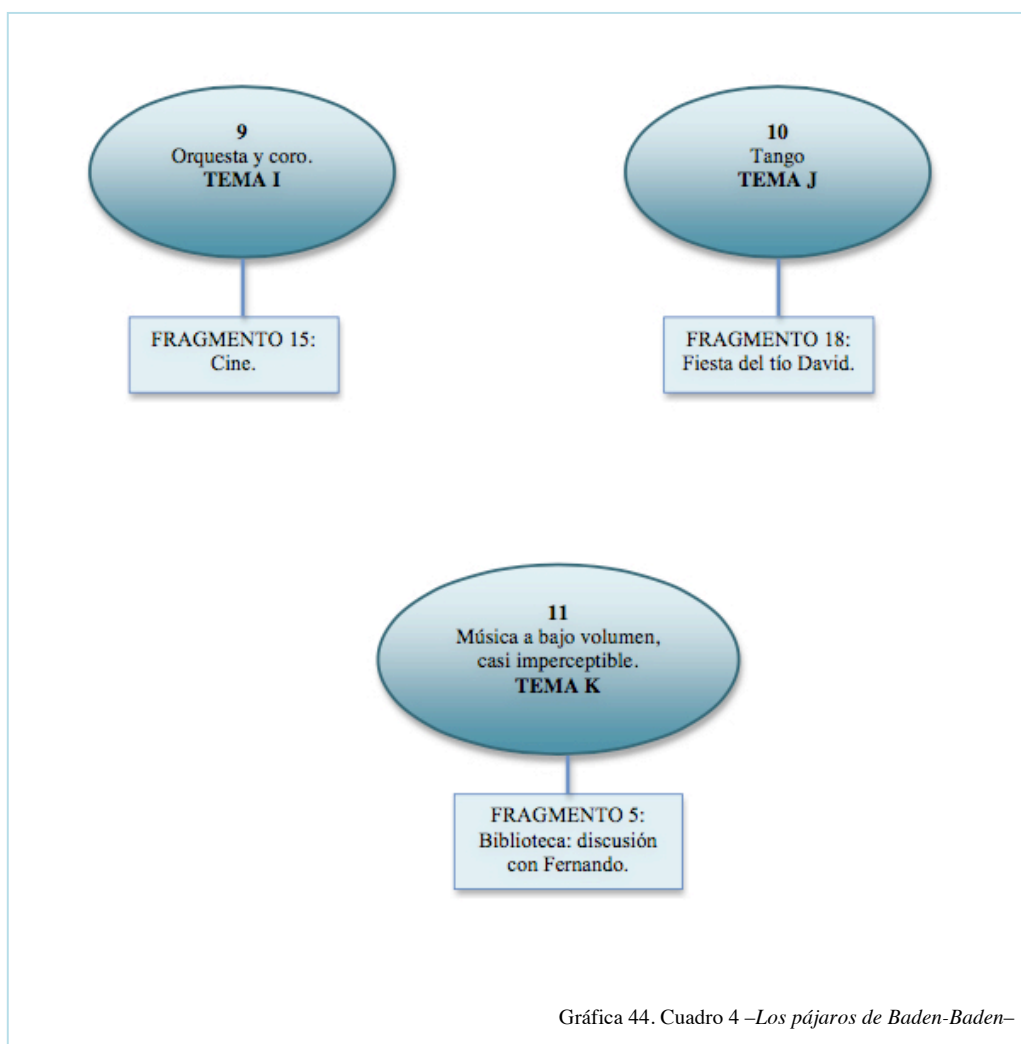 9
Orquesta y coro.
TEMA I
FRAGMENTO 15:
Cine.
10
Tango
TEMA J
FRAGMENTO 18:
Fiesta del tío David.
11
Música a bajo volumen,
casi imperceptible.
TEMA K
FRAGMENTO 5:
Biblioteca: discusión
con Fernando.
Gráfica 44. Cuadro 4 –Los pájaros de Baden-Baden–